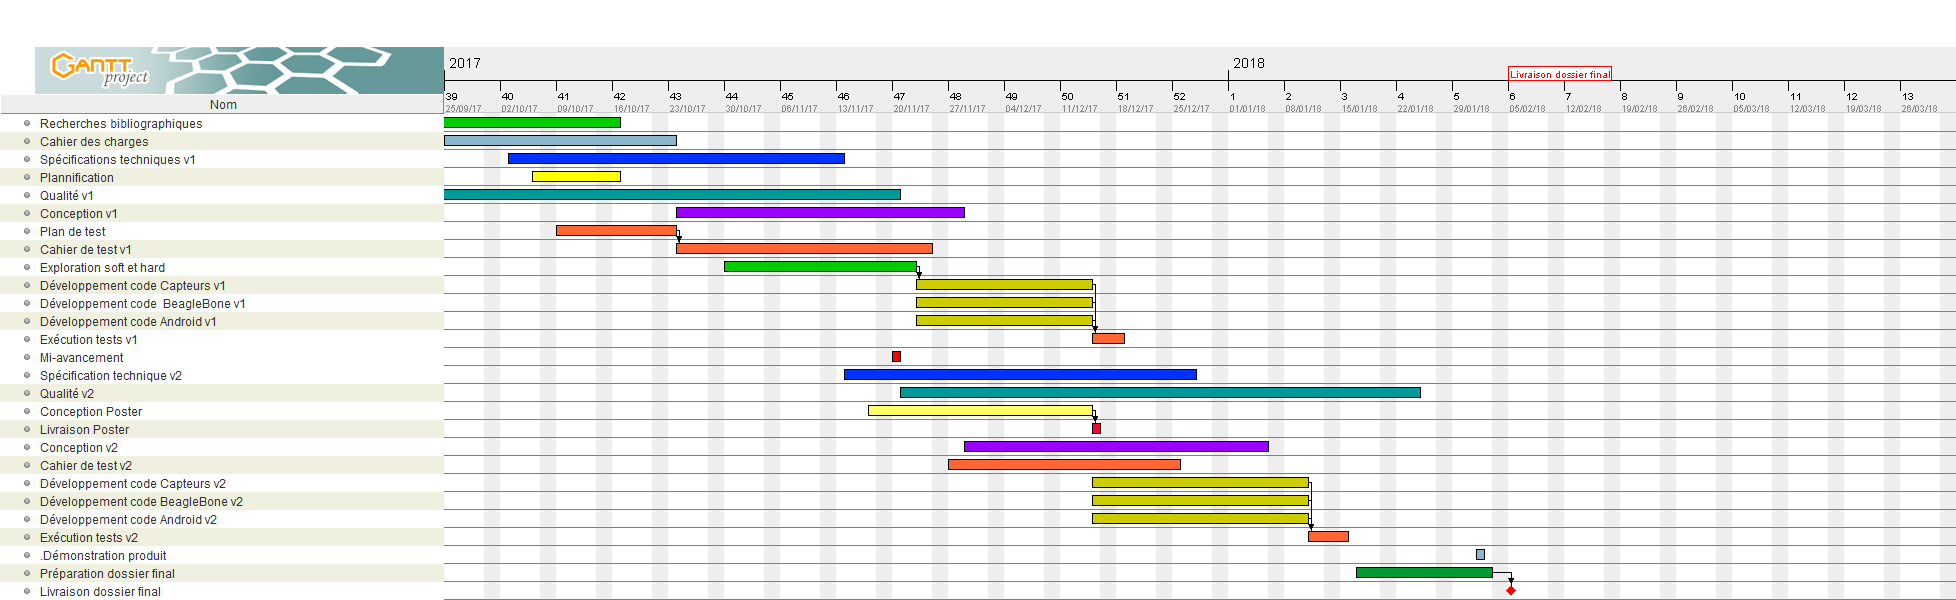 GANTT
project
2017
2018
Livraison dossier final
39 40 41 42 43 44 45 46 47 48 49 50 51 52 1 2 3 4 5 6 7 8 9 10 11 12 13
25/09/17 02/10/17 09/10/17 16/10/17 23/10/17 30/10/17 06/11/17 13/11/17 20/11/17 27/11/17 04/12/17 11/12/17 18/12/17 25/12/17 01/01/18 08/01/18 15/01/18 22/01/18 29/01/18 05/02/18 12/02/18 19/02/18 26/02/18 05/03/18 12/03/18 19/03/18 26/03/18
Nom
Recherches bibliographiques
Cahier des charges
Spécifications techniques v1
Plannification
Qualité v1
Conception v1
Plan de test
Cahier de test v1
Exploration soft et hard
Développement code Capteurs v1
Développement code  BeagleBone v1
Développement code Android v1
Exécution tests v1
Mi-avancement
Spécification technique v2
Qualité v2
Conception Poster
Livraison Poster
Conception v2
Cahier de test v2
Développement code Capteurs v2
Développement code BeagleBone v2
Développement code Android v2
Exécution tests v2
.Démonstration produit
Préparation dossier final
Livraison dossier final